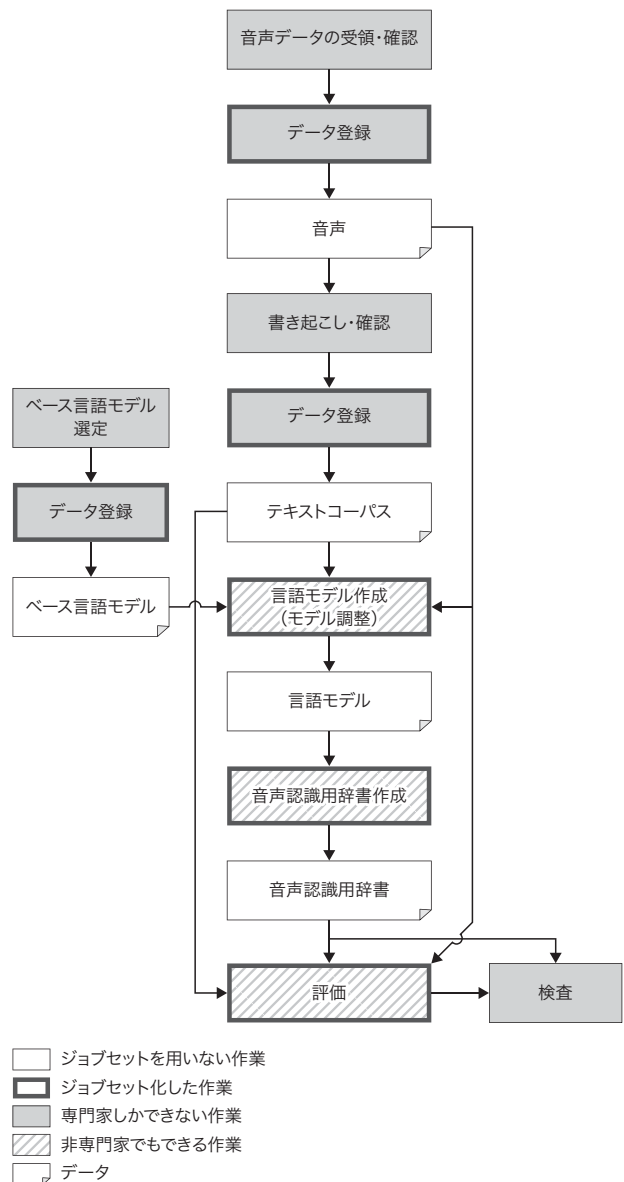 音声データの受領・確認
データ登録
音声
書き起こし・確認
ベース言語モデル
選定
データ登録
データ登録
テキストコーパス
ベース言語モデル
言語モデル作成
(モデル調整)
言語モデル
音声認識用辞書作成
音声認識用辞書
評価
検査
ジョブセットを用いない作業
ジョブセット化した作業
専門家しかできない作業
非専門家でもできる作業
データ